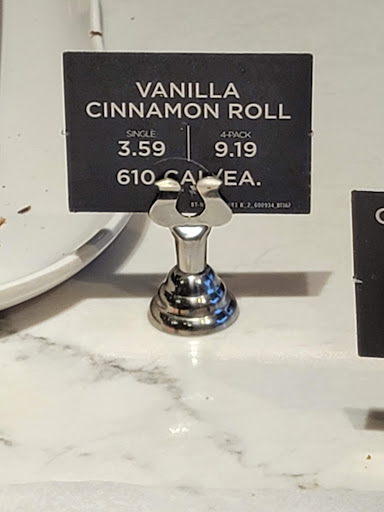 VANILLA
CINNAMON ROLL
SINGLE 4-PACK
3.59 9.19
610 CAL/EA.